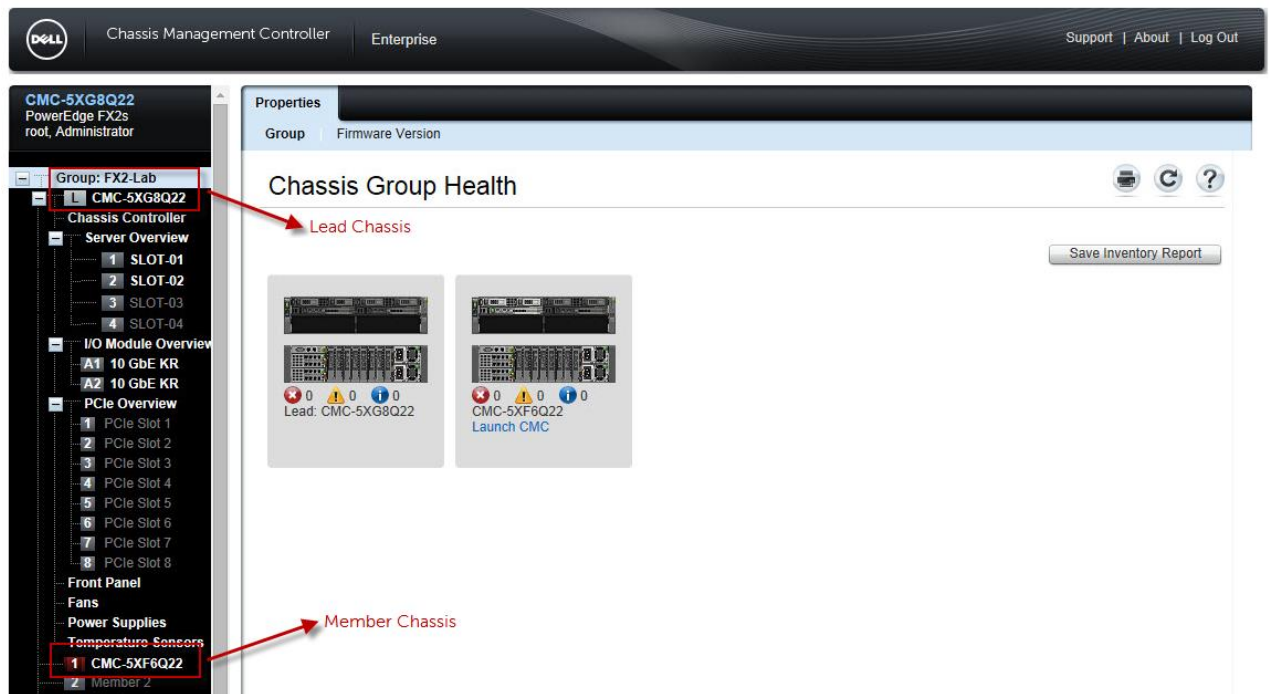 DELL
Chassis Management Controller
Enterprise
Support | About | Log Out
CMC-5XG8Q22
PowerEdge FX2s
root, Administrator
Properties
Group
Firmware Version
Group: FX2-Lab
L CMC-5XG8Q22
Chassis Controller
Server Overview
1 SLOT-01
2 SLOT-02
3 SLOT-03
4 SLOT-04
I/O Module Overview
A1 10 GbE KR
A2 10 GbE KR
PCIe Overview
1 PCIe Slot 1
2 PCIe Slot 2
3 PCIe Slot 3
4 PCIe Slot 4
5 PCIe Slot 5
6 PCIe Slot 6
7 PCIe Slot 7
8 PCIe Slot 8
Front Panel
Fans
Power Supplies
Temperature Sensors
1 CMC-5XF6Q22
2 Member 2
Chassis Group Health
Lead Chassis
Save Inventory Report
0 0 0
Lead: CMC-5XG8Q22
0 0 0
CMC-5XF6Q22
Launch CMC
Member Chassis